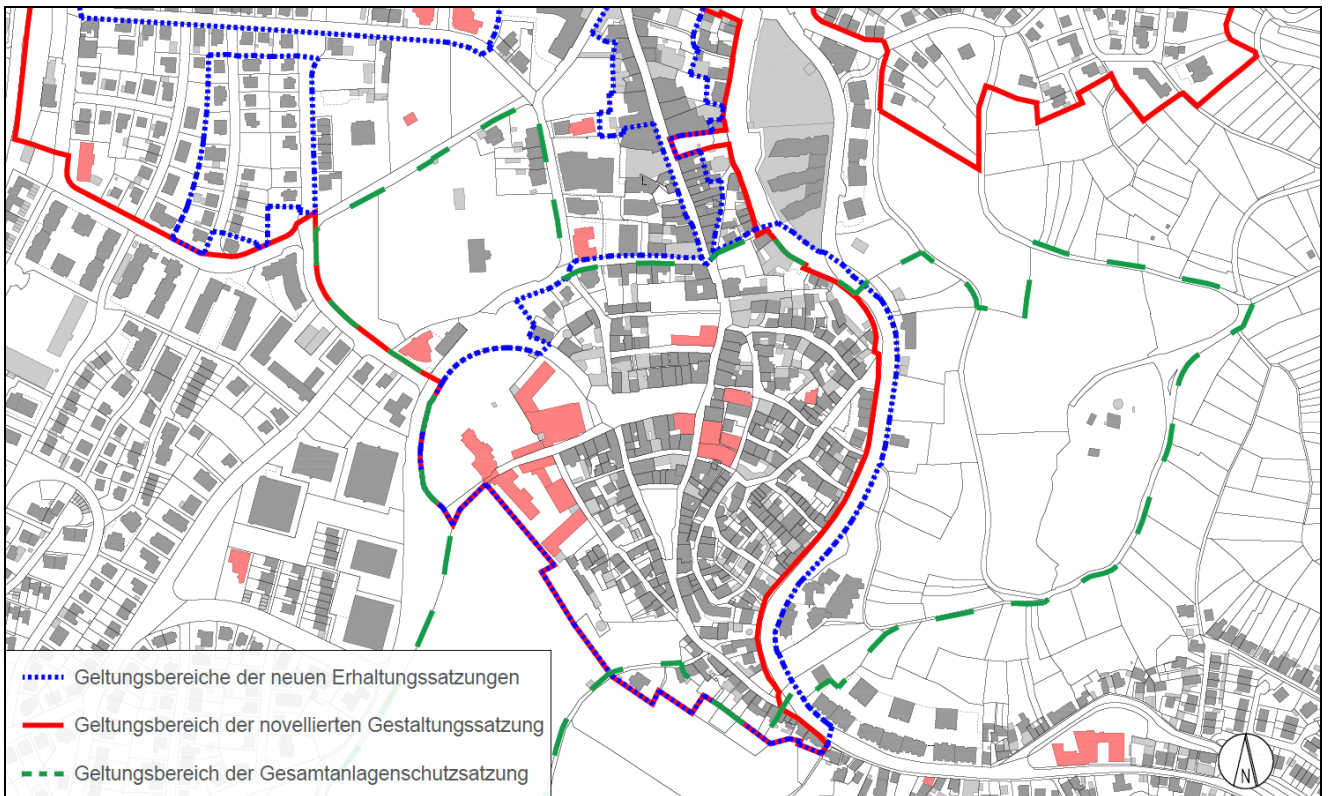 Geltungsbereiche der neuen Erhaltungssatzungen
Geltungsbereich der novellierten Gestaltungssatzung
Geltungsbereich der Gesamtanlagenschutzsatzung
N